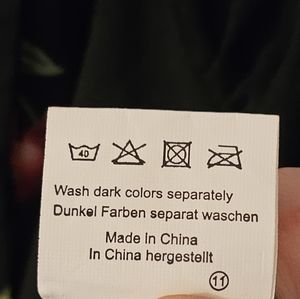 40
Wash dark colors separately
Dunkel Farben separat waschen
Made in China
In China hergestellt
11